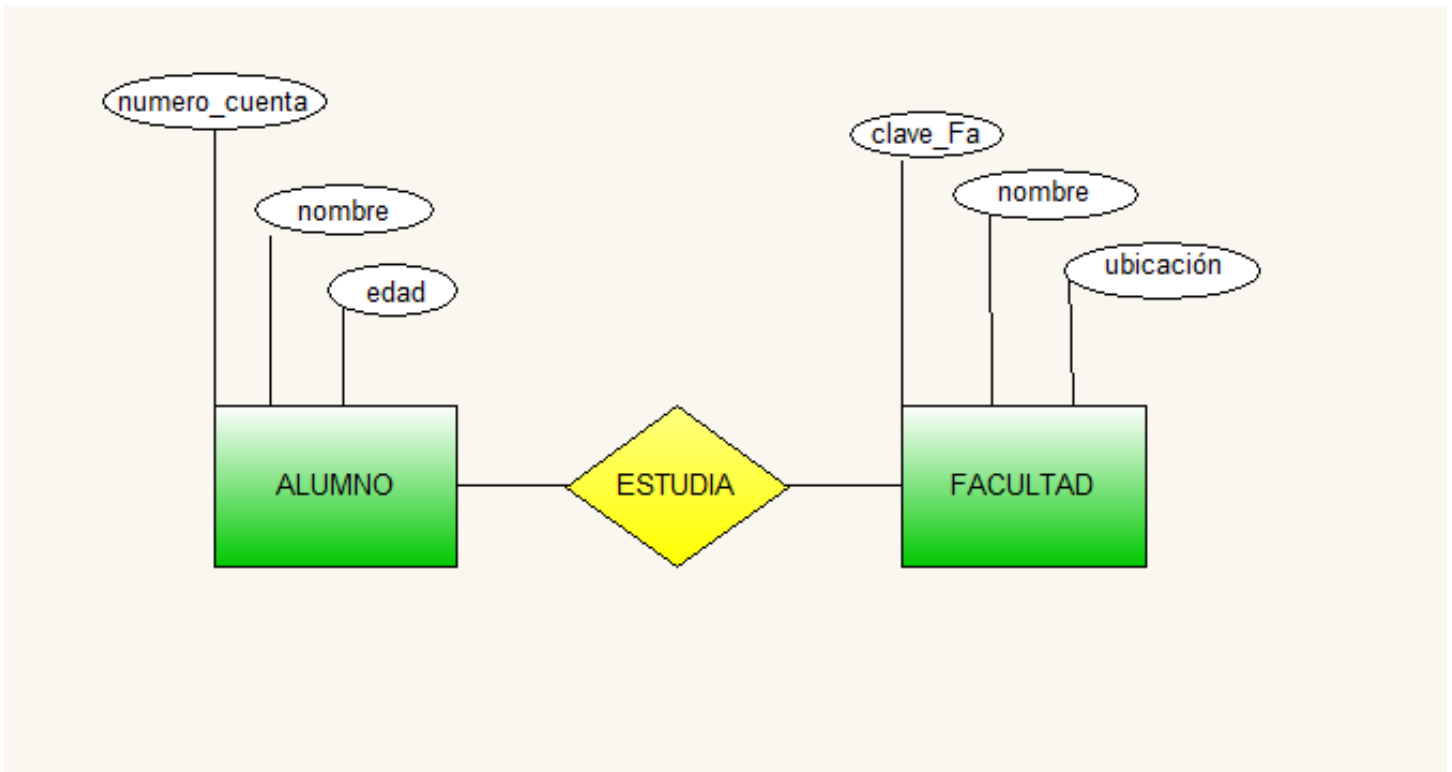 numero_cuenta
clave_Fa
nombre
nombre
ubicación
edad
ALUMNO
ESTUDIA
FACULTAD